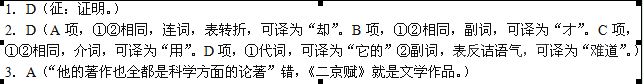 1. D（征：证明。）
2. D（A 项，①②相同，连词，表转折，可译为“却”。B 项，①②相同，副词，可译为“才”。C 项，
①②相同，介词，可译为“用”。D 项，①代词，可译为“它的”②副词，表反诘语气，可译为“难道”。）
3. A（“他的著作也全都是科学方面的论著”错，《二京赋》就是文学作品。）